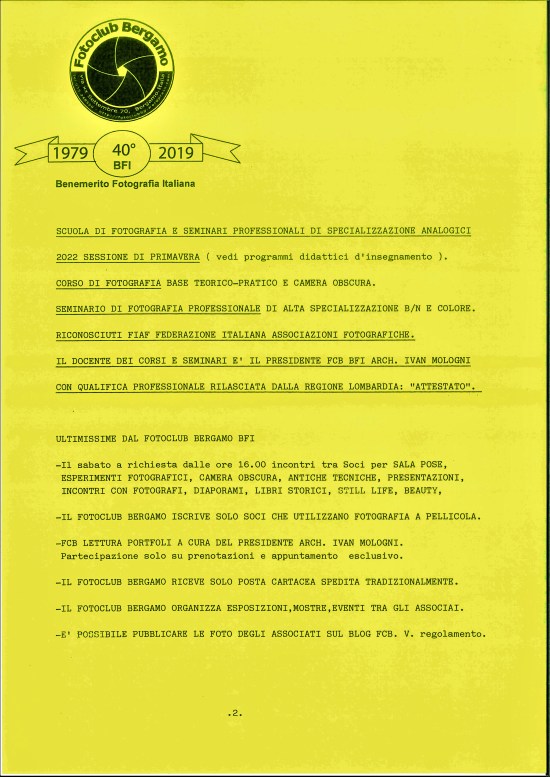 Fotoclub Bergamo
1979 40° 2019
BFI
Benemerito Fotografia Italiana
SCUOLA DI FOTOGRAFIA E SEMINARI PROFESSIONALI DI SPECIALIZZAZIONE ANALOGICI
2022 SESSIONE DI PRIMAVERA ( vedi programmi didattici d'insegnamento ).
CORSO DI FOTOGRAFIA BASE TEORICO-PRATICO E CAMERA OBSCURA.
SEMINARIO DI FOTOGRAFIA PROFESSIONALE DI ALTA SPECIALIZZAZIONE B/N E COLORE.
RICONOSCIUTI FIAF FEDERAZIONE ITALIANA ASSOCIAZIONI FOTOGRAFICHE.
IL DOCENTE DEI CORSI E SEMINARI E' IL PRESIDENTE FCB BFI ARCH. IVAN MOLOGNI
CON QUALIFICA PROFESSIONALE RILASCIATA DALLA REGIONE LOMBARDIA: "ATTESTATO".
ULTIMISSIME DAL FOTOCLUB BERGAMO BFI
-Il sabato a richiesta dalle ore 16.00 incontri tra Soci per SALA POSE,
ESPERIMENTI FOTOGRAFICI, CAMERA OBSCURA, ANTICHE TECNICHE, PRESENTAZIONI,
INCONTRI CON FOTOGRAFI, DIAPORAMI, LIBRI STORICI, STILL LIFE, BEAUTY,
-IL FOTOCLUB BERGAMO ISCRIVE SOLO SOCI CHE UTILIZZANO FOTOGRAFIA A PELLICOLA.
-FCB LETTURA PORTFOLI A CURA DEL PRESIDENTE ARCH. IVAN MOLOGNI.
Partecipazione solo su prenotazioni e appuntamento esclusivo.
-IL FOTOCLUB BERGAMO RICEVE SOLO POSTA CARTACEA SPEDITA TRADIZIONALMENTE.
-IL FOTOCLUB BERGAMO ORGANIZZA ESPOSIZIONI,MOSTRE,EVENTI TRA GLI ASSOCIAI.
-E' POSSIBILE PUBBLICARE LE FOTO DEGLI ASSOCIATI SUL BLOG FCB. V. regolamento.
.2.